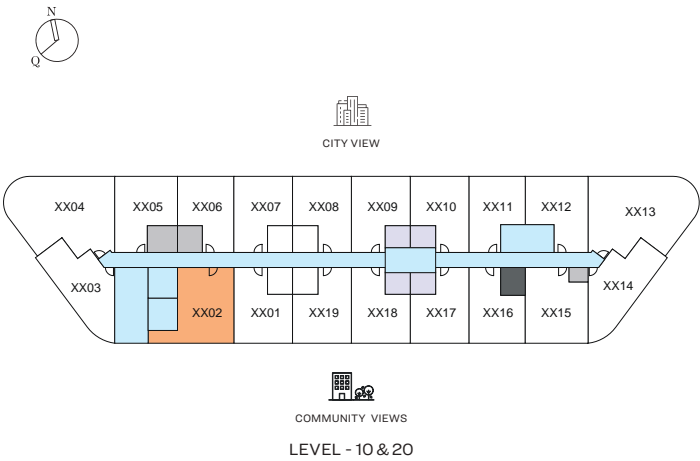 N
Q
CITY VIEW
XX04
XX05
XX06
XX07
XX08
XX09
XX10
XX11
XX12
XX13
XX03
XX14
XX02
XX01
XX19
XX18
XX17
XX16
XX15
COMMUNITY VIEWS
LEVEL - 10 & 20